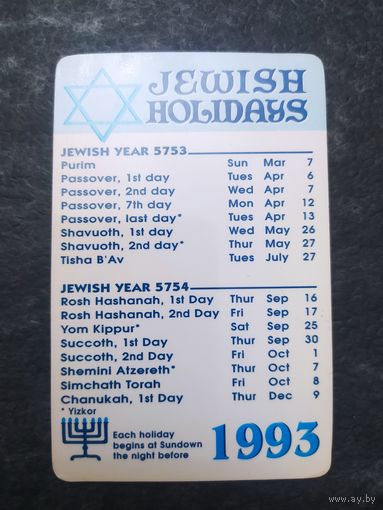 JEWISH
HOLIDAYS
JEWISH YEAR 5753
Purim Sun Mar 7
Passover, 1st day Tues Apr 6
Passover, 2nd day Wed Apr 7
Passover, 7th day Mon Apr 12
Passover, last day* Tues Apr 13
Shavuoth, 1st day Wed May 26
Shavuoth, 2nd day* Thur May 27
Tisha B'Av Tues July 27
JEWISH YEAR 5754
Rosh Hashanah, 1st Day Thur Sep 16
Rosh Hashanah, 2nd Day Fri Sep 17
Yom Kippur* Sat Sep 25
Succoth, 1st Day Thur Sep 30
Succoth, 2nd Day Fri Oct 1
Shemini Atzereth* Thur Oct 7
Simchath Torah Fri Oct 8
Chanukah, 1st Day Thur Dec 9
* Yizkor
Each holiday
begins at Sundown
the night before
1993
ay.by